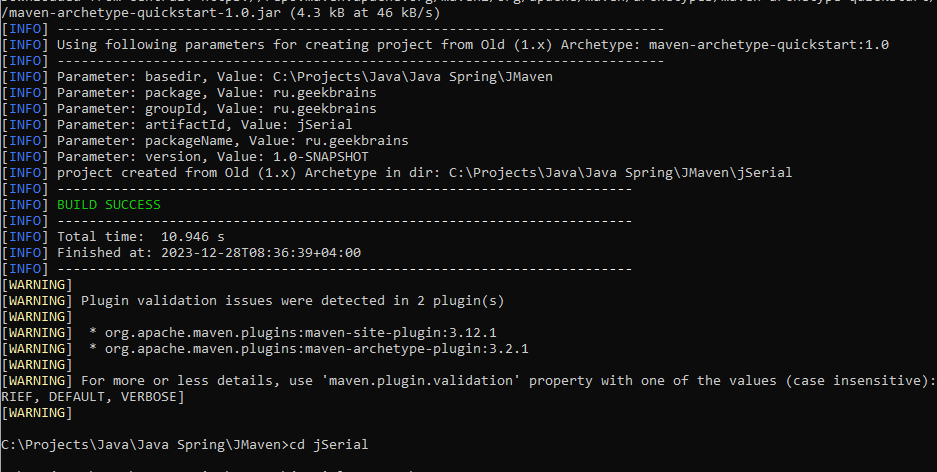 /maven-archetype-quickstart-1.0.jar (4.3 kB at 46 kB/s)
[INFO] ----------------------------------------------------------------------------
[INFO] Using following parameters for creating project from Old (1.x) Archetype: maven-archetype-quickstart:1.0
[INFO] ----------------------------------------------------------------------------
[INFO] Parameter: basedir, Value: C:\Projects\Java\Java Spring\JMaven
[INFO] Parameter: package, Value: ru.geekbrains
[INFO] Parameter: groupId, Value: ru.geekbrains
[INFO] Parameter: artifactId, Value: jSerial
[INFO] Parameter: packageName, Value: ru.geekbrains
[INFO] Parameter: version, Value: 1.0-SNAPSHOT
[INFO] project created from Old (1.x) Archetype in dir: C:\Projects\Java\Java Spring\JMaven\jSerial
[INFO] ------------------------------------------------------------------------
[INFO] BUILD SUCCESS
[INFO] ------------------------------------------------------------------------
[INFO] Total time:  10.946 s
[INFO] Finished at: 2023-12-28T08:36:39+04:00
[INFO] ------------------------------------------------------------------------
[WARNING]
[WARNING] Plugin validation issues were detected in 2 plugin(s)
[WARNING]
[WARNING]  * org.apache.maven.plugins:maven-site-plugin:3.12.1
[WARNING]  * org.apache.maven.plugins:maven-archetype-plugin:3.2.1
[WARNING]
[WARNING] For more or less details, use 'maven.plugin.validation' property with one of the values (case insensitive):
RIEF, DEFAULT, VERBOSE]
[WARNING]
C:\Projects\Java\Java Spring\JMaven>cd jSerial